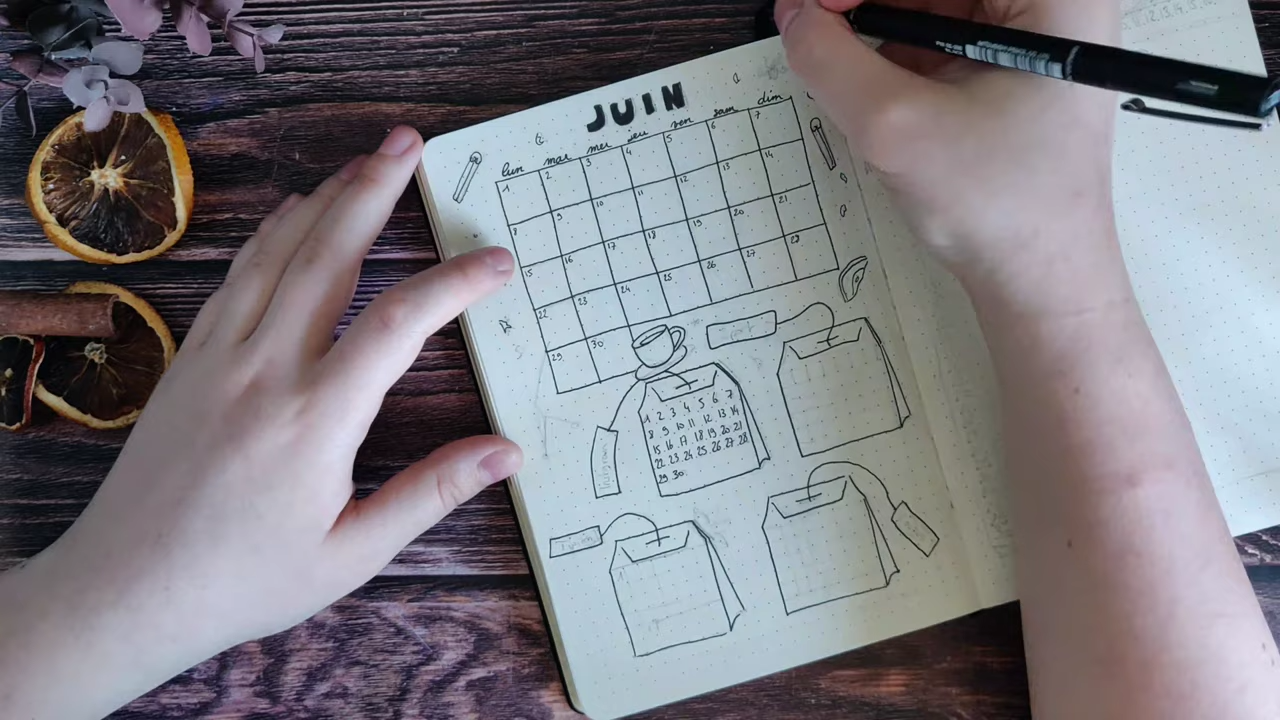 JUIN
lun mar mer jeu ven sam dim
1 2 3 4 5 6 7
8 9 10 11 12 13 14
15 16 17 18 19 20 21
22 23 24 25 26 27 28
29 30
1 2 3 4 5 6 7
8 9 10 11 12 13 14
15 16 17 18 19 20 21
22 23 24 25 26 27 28
29 30